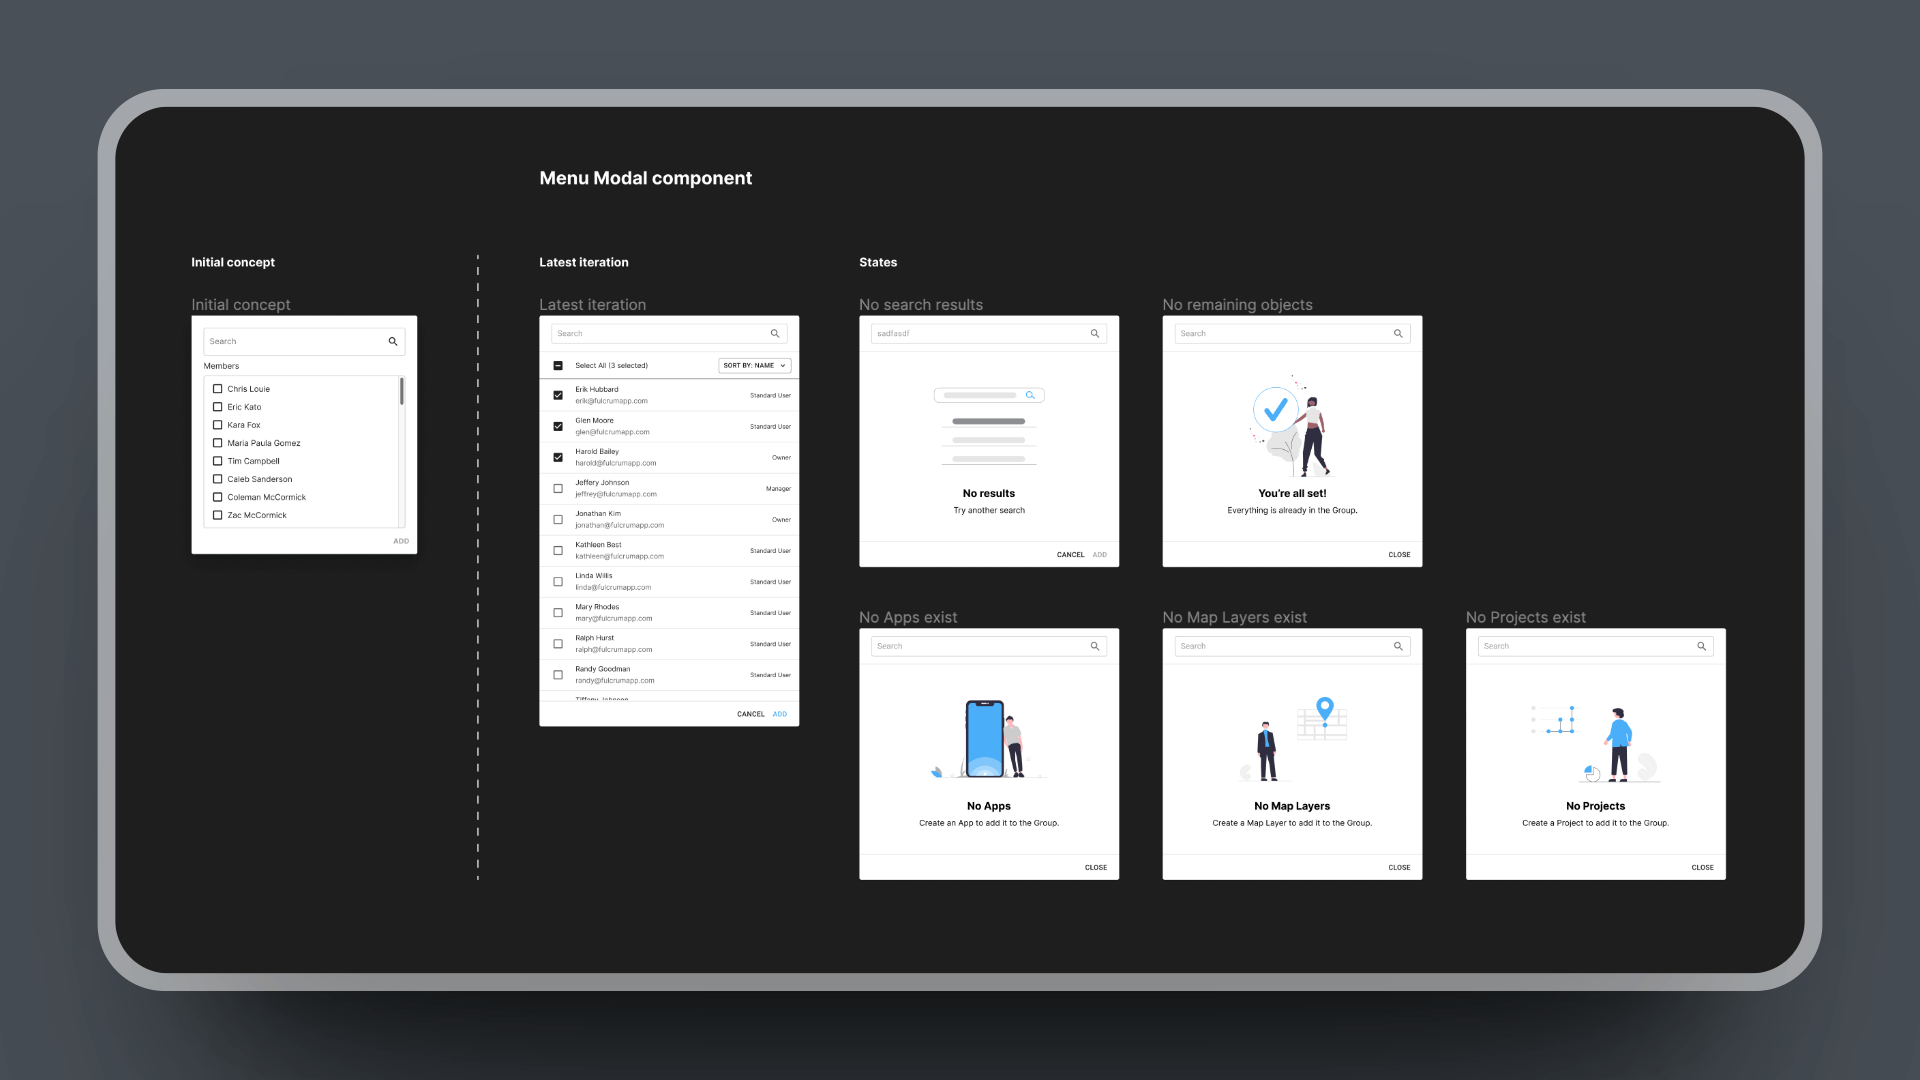 Menu Modal component
Initial concept
Initial concept
Search
Members
Chris Louie
Eric Kato
Kara Fox
Maria Paula Gomez
Tim Campbell
Caleb Sanderson
Coleman McCormick
Zac McCormick
ADD
Latest iteration
Latest iteration
Search
Select All (3 selected)
SORT BY: NAME
Erik Hubbard
erik@fulcrumapp.com
Standard User
Glen Moore
glen@fulcrumapp.com
Standard User
Harold Bailey
harold@fulcrumapp.com
Owner
Jeffery Johnson
jeffrey@fulcrumapp.com
Manager
Jonathan Kim
jonathan@fulcrumapp.com
Owner
Kathleen Best
kathleen@fulcrumapp.com
Standard User
Linda Willis
linda@fulcrumapp.com
Standard User
Mary Rhodes
mary@fulcrumapp.com
Standard User
Ralph Hurst
ralph@fulcrumapp.com
Standard User
Randy Goodman
randy@fulcrumapp.com
Standard User
Tiffany Johnson
CANCEL ADD
States
No search results
sadfasdf
No results
Try another search
CANCEL ADD
No remaining objects
Search
You're all set!
Everything is already in the Group.
CLOSE
No Apps exist
Search
No Apps
Create an App to add it to the Group.
CLOSE
No Map Layers exist
Search
No Map Layers
Create a Map Layer to add it to the Group.
CLOSE
No Projects exist
Search
No Projects
Create a Project to add it to the Group.
CLOSE